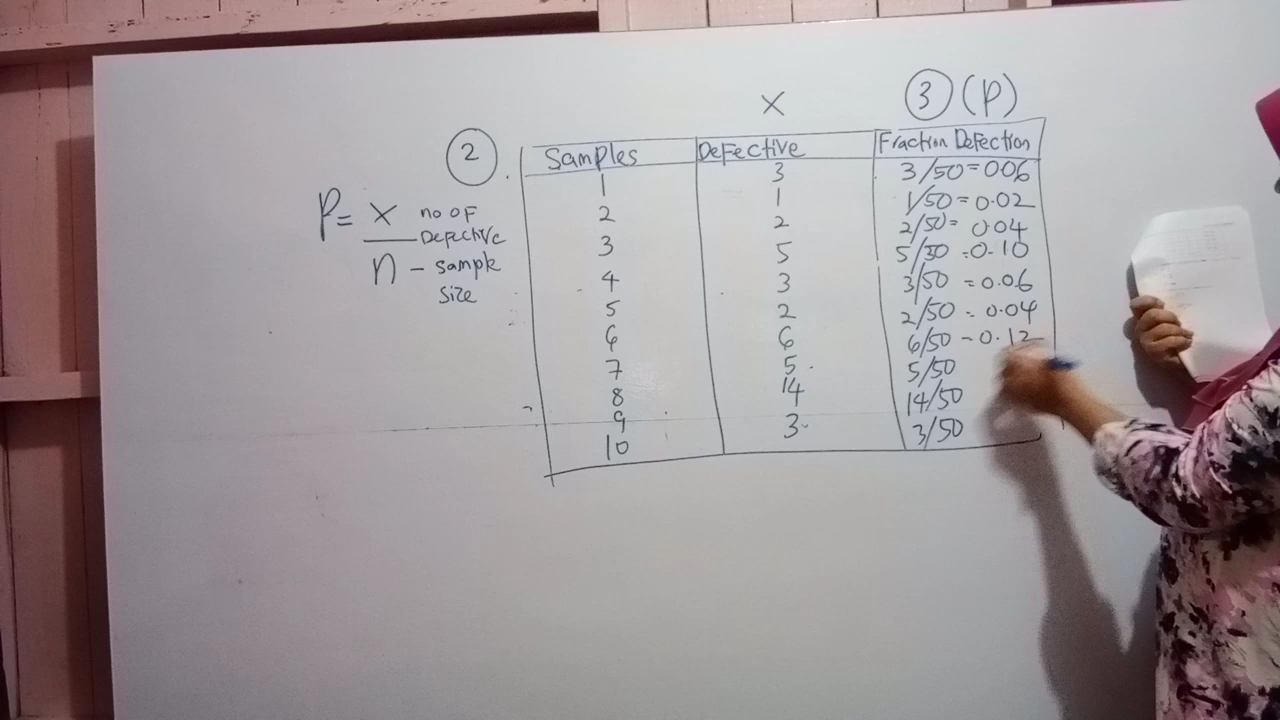 X ③ (P)
② Samples Defective Fraction Defection
1 3 3/50=006
2 1 1/50=0.02
3 2 2/50=0.04
4 5 5/50=0.10
5 3 3/50=0.06
6 2 2/50=0.04
7 6 6/50=0.12
8 5 5/50
9 14 14/50
10 3 3/50
P= X no of
Defective
n - sample
size